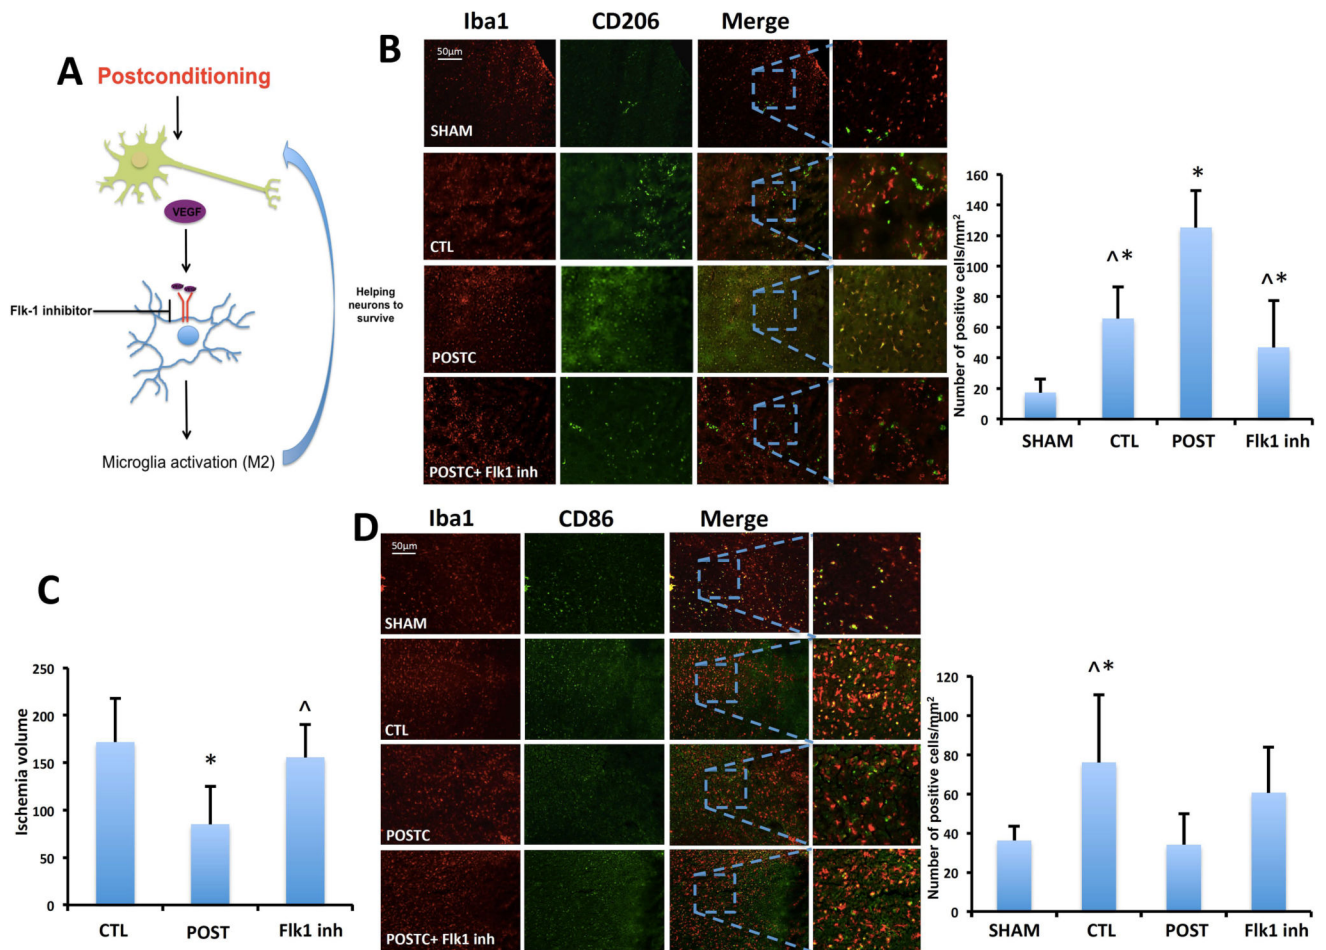 A
Postconditioning
VEGF
Flk-1 inhibitor
Helping
neurons to
survive
Microglia activation (M2)
B
Iba1 CD206 Merge
50µm
SHAM
CTL
POSTC
POSTC+ Flk1 inh
Number of positive cells/mm2
160
140
120
100
80
60
40
20
0
^*
*
^*
SHAM CTL POST Flk1 inh
C
Ischemia volume
250
200
150
100
50
0
*
^
CTL POST Flk1 inh
D
Iba1 CD86 Merge
50µm
SHAM
CTL
POSTC
POSTC+ Flk1 inh
Number of positive cells/mm2
120
100
80
60
40
20
0
^*
SHAM CTL POST Flk1 inh